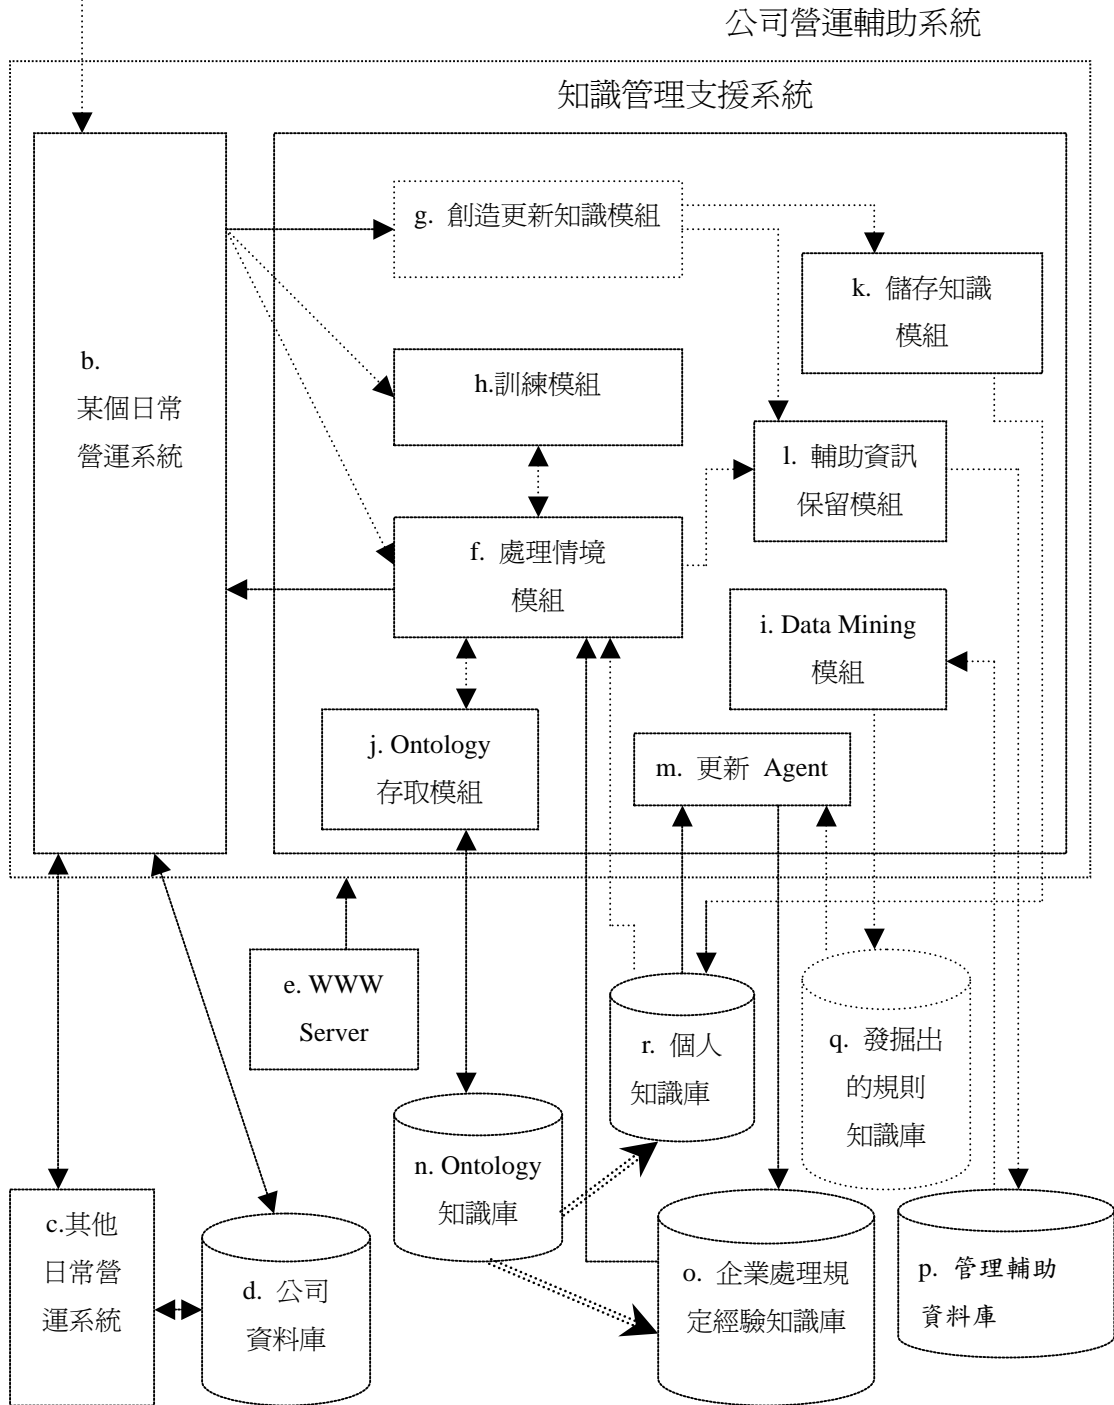 公司營運輔助系統
知識管理支援系統
g. 創造更新知識模組
k. 儲存知識
模組
b.
某個日常
營運系統
h.訓練模組
l. 輔助資訊
保留模組
f. 處理情境
模組
i. Data Mining
模組
j. Ontology
存取模組
m. 更新 Agent
e. WWW
Server
r. 個人
知識庫
q. 發掘出
的規則
知識庫
n. Ontology
知識庫
c.其他
日常營
運系統
d. 公司
資料庫
o. 企業處理規
定經驗知識庫
p. 管理輔助
資料庫